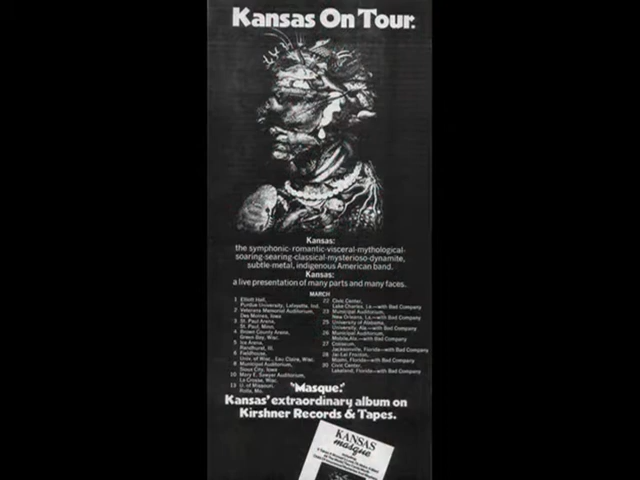 Kansas On Tour.
Kansas:
the symphonic-romantic-visceral-mythological-
soaring-searing-classical-mysterioso-dynamite,
subtle-metal, indigenous American band.
Kansas:
a live presentation of many parts and many faces.
MARCH
1 Elliott Hall,
Purdue University, Lafayette, Ind.
2 Veterans Memorial Auditorium,
Des Moines, Iowa
3 St. Paul Arena,
St. Paul, Minn.
4 Brown County Arena,
Green Bay, Wisc.
5 Ice Arena,
Randhurst, Ill.
6 Fieldhouse,
Univ. of Wisc., Eau Claire, Wisc.
8 Municipal Auditorium,
Sioux City, Iowa
10 Mary E. Sawyer Auditorium,
La Crosse, Wisc.
13 U. of Missouri,
Rolla, Mo.
22 Civic Center,
Lake Charles, La.—with Bad Company
23 Municipal Auditorium,
New Orleans, La.—with Bad Company
25 University of Alabama,
University, Ala.—with Bad Company
26 Municipal Auditorium,
Mobile, Ala.—with Bad Company
27 Coliseum,
Jacksonville, Florida—with Bad Company
28 Jai-Lai Fronton,
Miami, Florida—with Bad Company
30 Civic Center,
Lakeland, Florida—with Bad Company
"Masque."
Kansas' extraordinary album on
Kirshner Records & Tapes.
KANSAS
masque